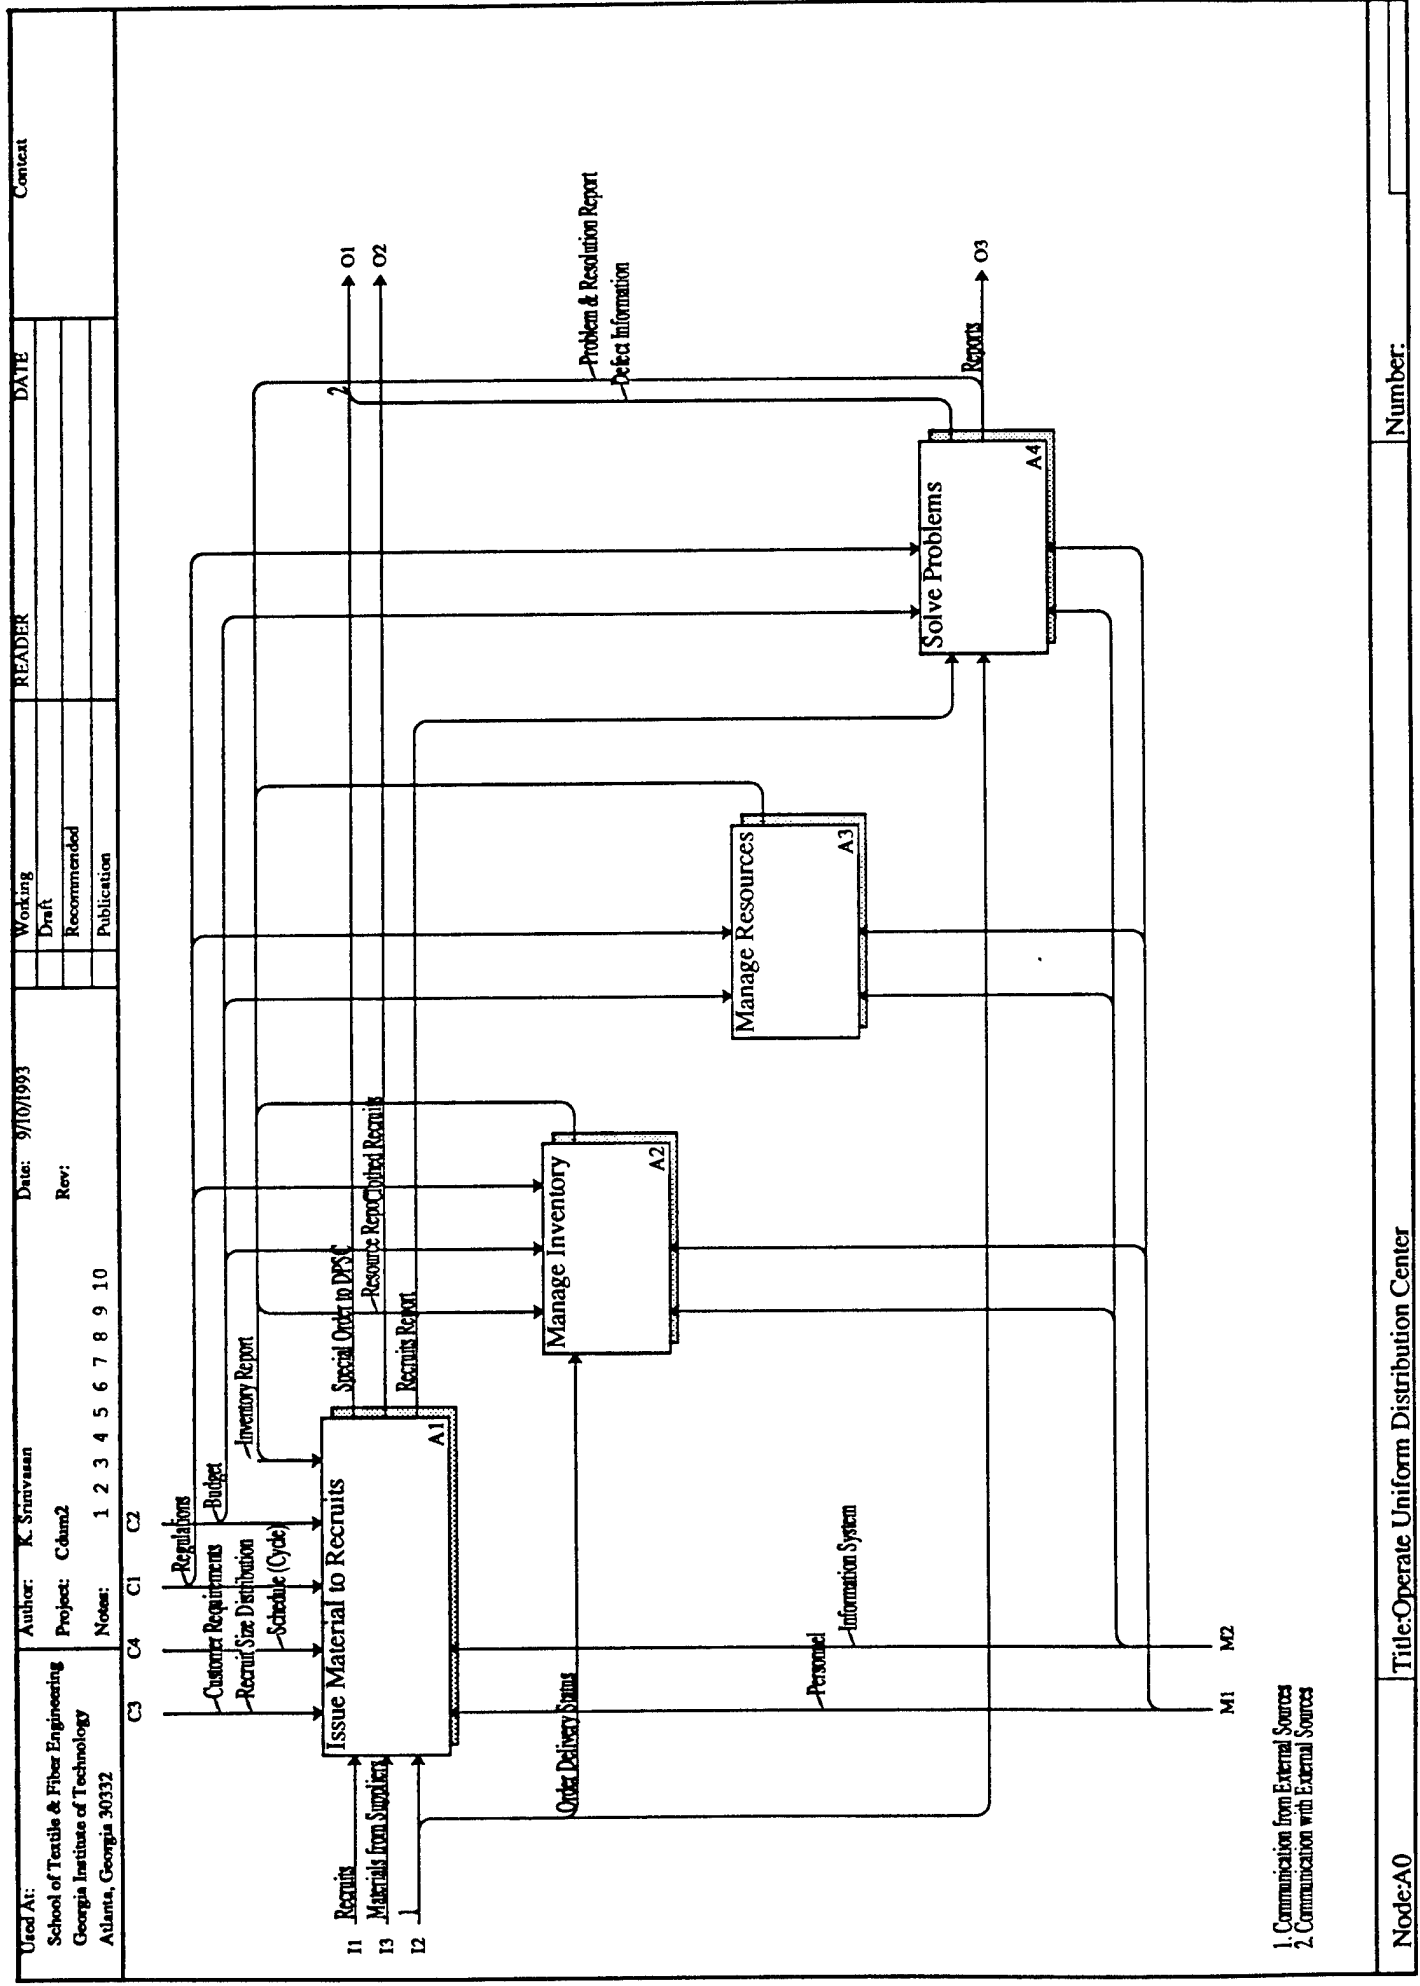 Used At:
School of Textile & Fiber Engineering
Georgia Institute of Technology
Atlanta, Georgia 30332
Author: K. Srinivasan
Date: 9/10/1993
Project: Cdum2
Rev:
Notes: 1 2 3 4 5 6 7 8 9 10
Working
Draft
Recommended
Publication
READER
DATE
Context
C3
C4
C1
C2
Regulations
Budget
Customer Requirements
Recruit Size Distribution
Schedule (Cycle)
Inventory Report
I1
Recruits
I3
Materials from Suppliers
I2
1
Issue Material to Recruits
A1
Special Order to DPSC
Resource Repo
Clothed Recruits
Recruits Report
2
O1
O2
Problem & Resolution Report
Defect Information
Order Delivery Status
Manage Inventory
A2
Manage Resources
A3
Solve Problems
A4
Reports
O3
Personnel
Information System
M1
M2
1. Communication from External Sources
2. Communication with External Sources
Node:A0
Title:Operate Uniform Distribution Center
Number: